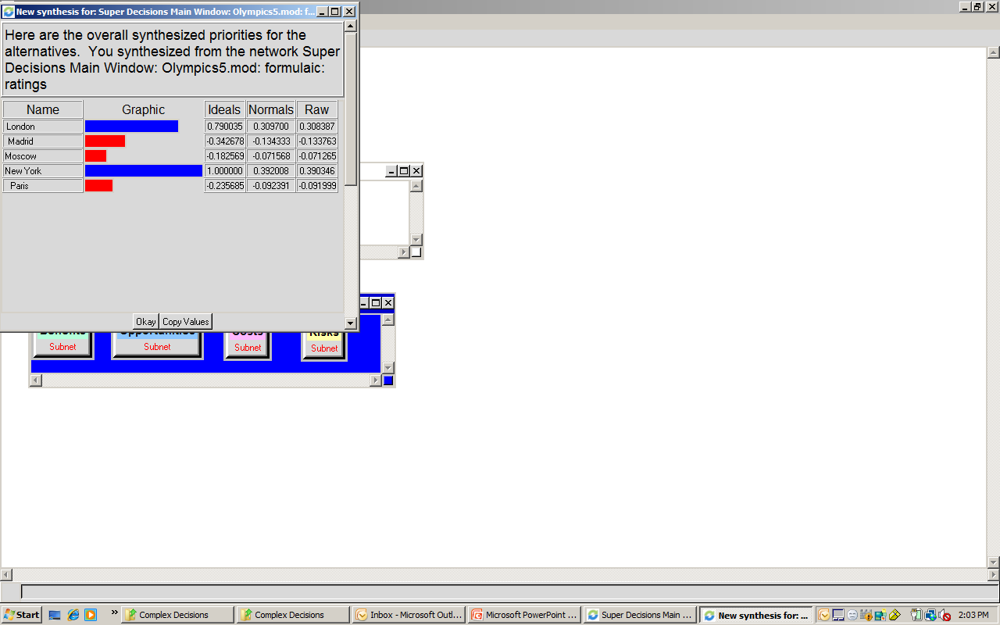 New synthesis for: Super Decisions Main Window: Olympics5.mod: f...
Here are the overall synthesized priorities for the
alternatives.  You synthesized from the network Super
Decisions Main Window: Olympics5.mod: formulaic:
ratings
Name Graphic Ideals Normals Raw
London 0.790035 0.309700 0.308387
Madrid -0.342678 -0.134333 -0.133763
Moscow -0.182569 -0.071568 -0.071265
New York 1.000000 0.392008 0.390346
Paris -0.235685 -0.092391 -0.091999
Okay Copy Values
Benefits Opportunities Costs Risks
Subnet Subnet Subnet Subnet
Start » Complex Decisions Complex Decisions Inbox - Microsoft Outl... Microsoft PowerPoint ... Super Decisions Main ... New synthesis for: ... 2:03 PM